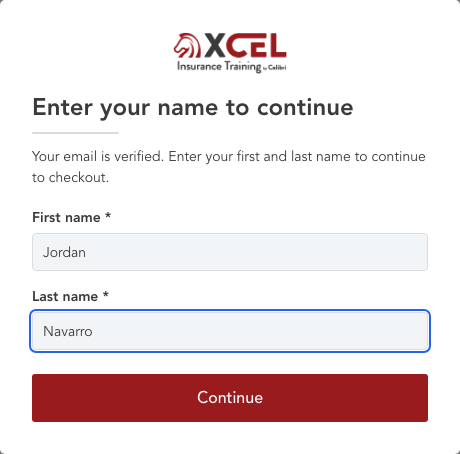 XCEL
Insurance Training by Colibri
Enter your name to continue
Your email is verified. Enter your first and last name to continue
to checkout.
First name *
Jordan
Last name *
Navarro
Continue